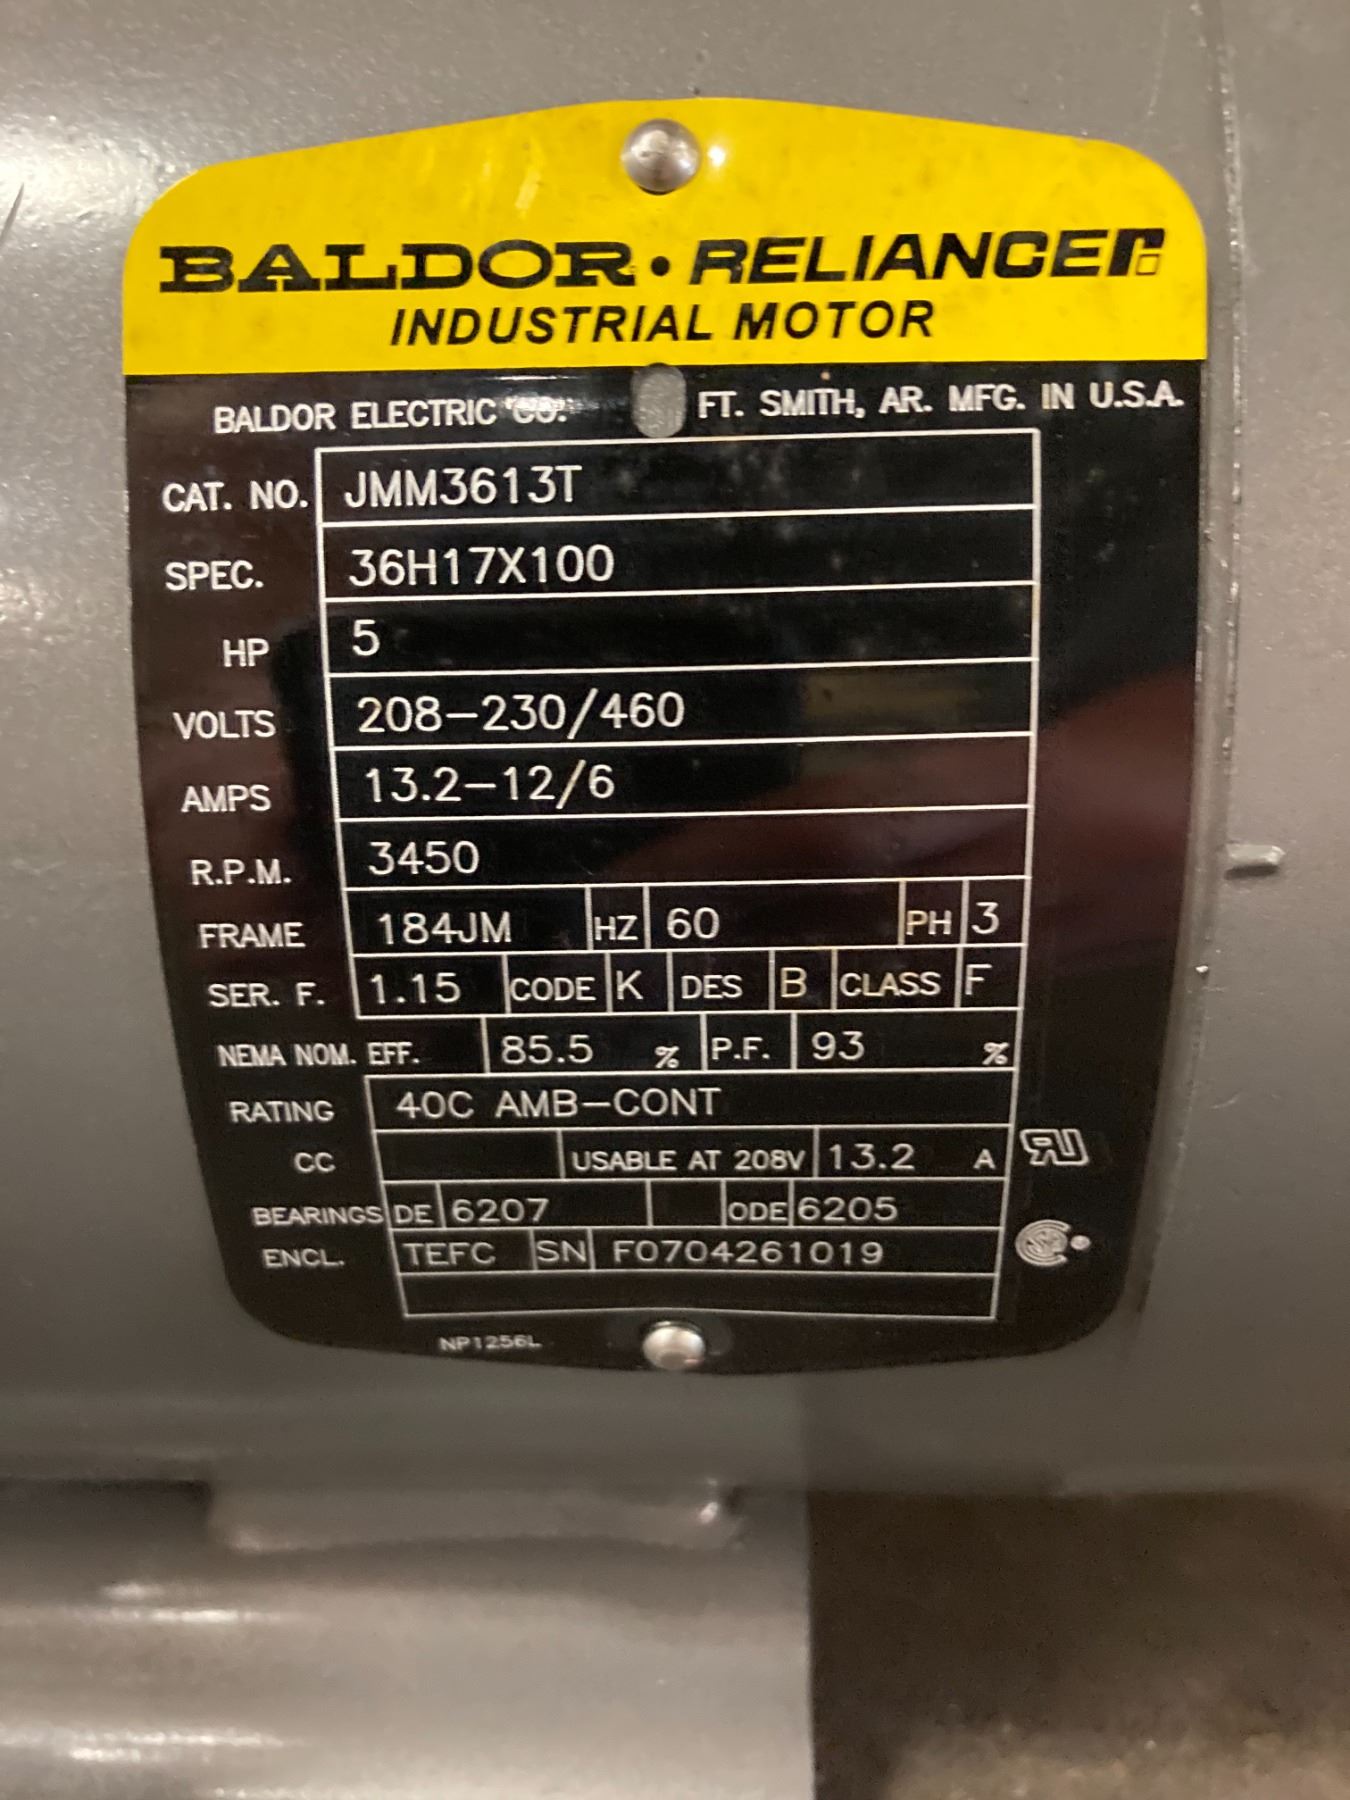 BALDOR • RELIANCER
INDUSTRIAL MOTOR
BALDOR ELECTRIC CO. FT. SMITH, AR. MFG. IN U.S.A.
CAT. NO. JMM3613T
SPEC. 36H17X100
HP 5
VOLTS 208-230/460
AMPS 13.2-12/6
R.P.M. 3450
FRAME 184JM HZ 60 PH 3
SER. F. 1.15 CODE K DES B CLASS F
NEMA NOM. EFF. 85.5 % P.F. 93 %
RATING 40C AMB-CONT
CC USABLE AT 208V 13.2 A
BEARINGS DE 6207 ODE 6205
ENCL. TEFC SN F0704261019
NP1256L